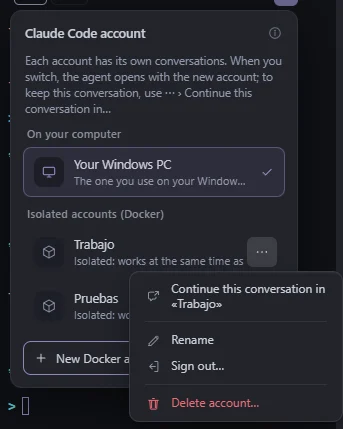 Claude Code account
Each account has its own conversations. When you
switch, the agent opens with the new account; to
keep this conversation, use ··· › Continue this
conversation in...
On your computer
Your Windows PC
The one you use on your Window...
Isolated accounts (Docker)
Trabajo
Isolated: works at the same time as
···
Pruebas
Isolated:
Continue this conversation in
«Trabajo»
+ New Docker
Rename
Sign out...
Delete account...
>